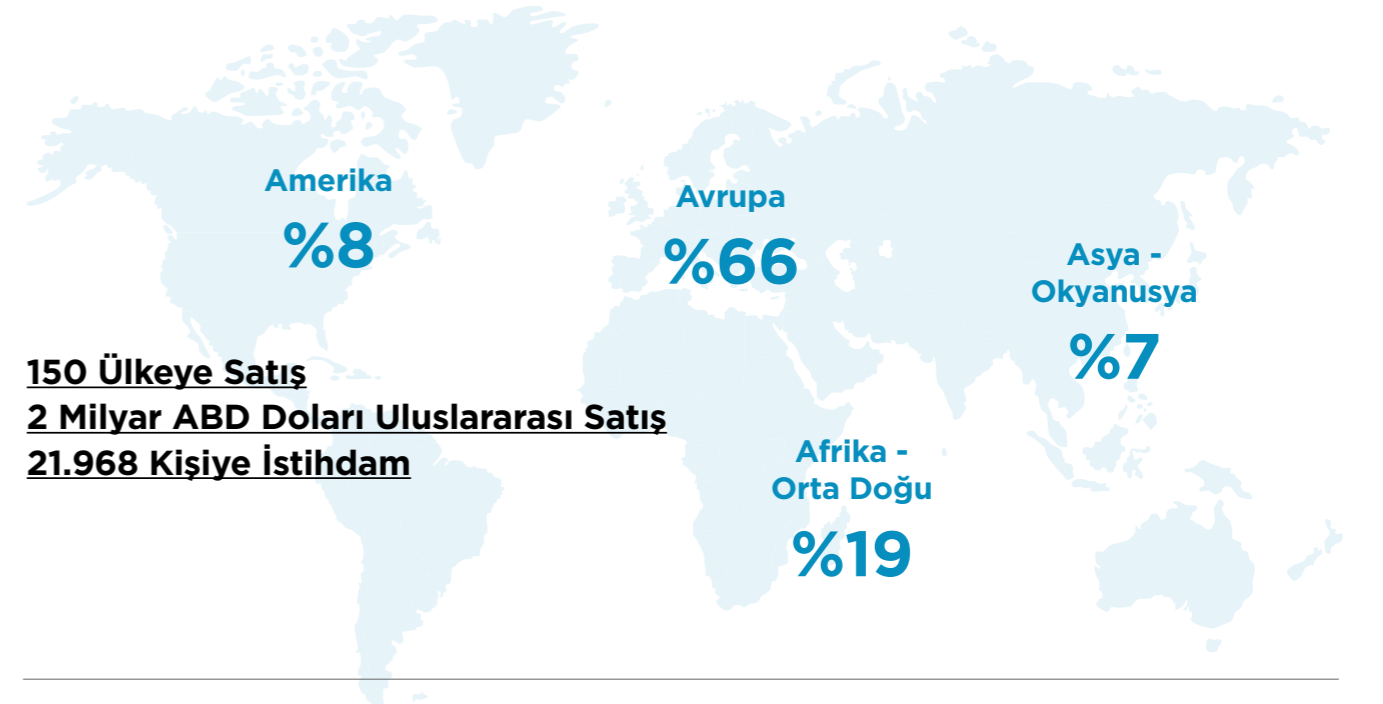 Amerika
%8
Avrupa
%66
Asya -
Okyanusya
%7
150 Ülkeye Satış
2 Milyar ABD Doları Uluslararası Satış
21.968 Kişiye İstihdam
Afrika -
Orta Doğu
%19